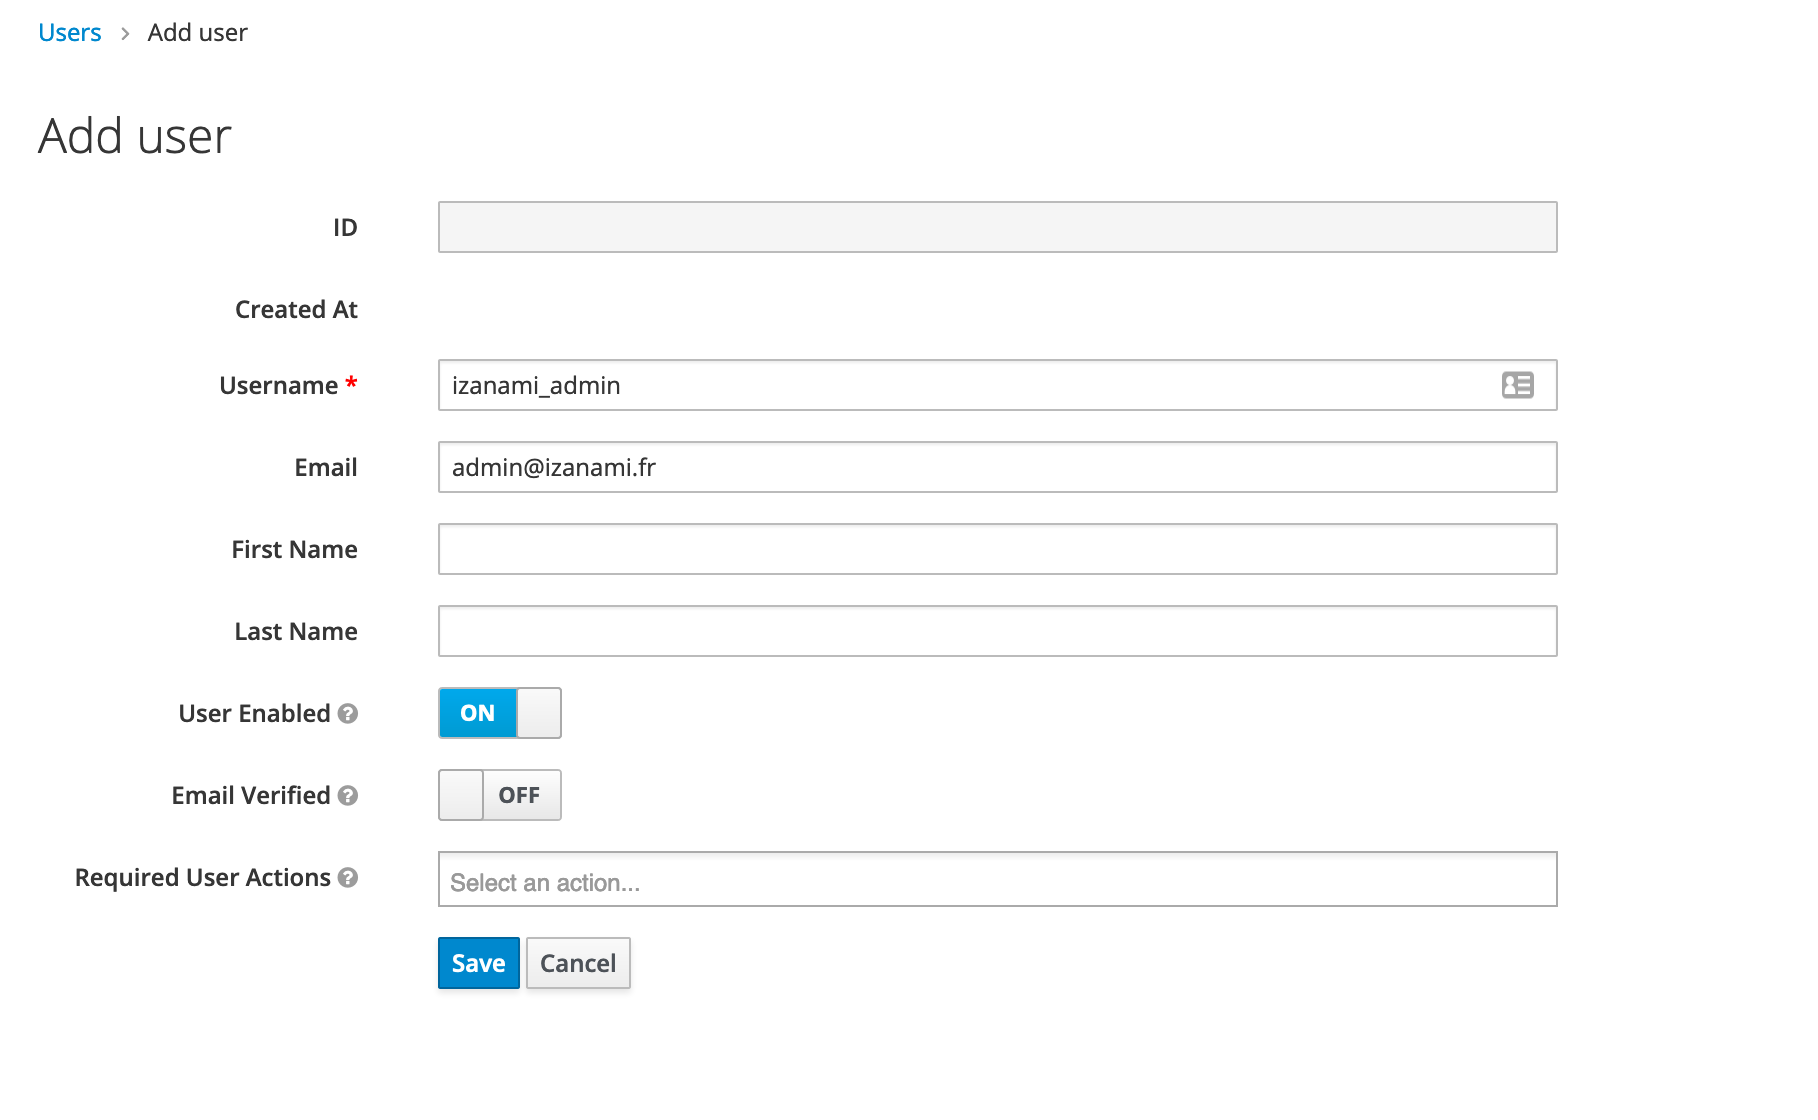 Users > Add user
Add user
ID
Created At
Username * izanami_admin
Email admin@izanami.fr
First Name
Last Name
User Enabled ? ON
Email Verified ? OFF
Required User Actions ? Select an action...
Save Cancel